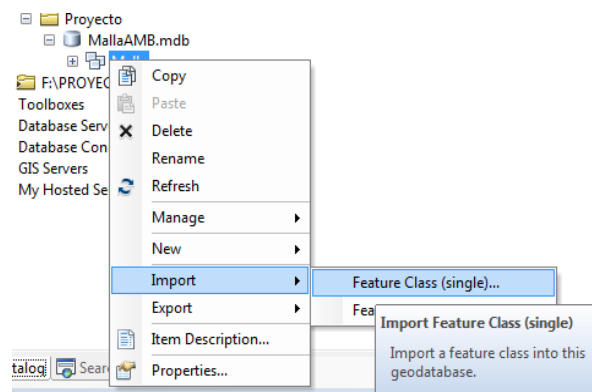 Proyecto
MallaAMB.mdb
F:\PROYEC
Copy
Toolboxes
Paste
Database Serv
Delete
Database Con
Rename
GIS Servers
My Hosted Se
Refresh
Manage
New
Import
Feature Class (single)...
Export
Fea
Import Feature Class (single)
Item Description...
Import a feature class into this
geodatabase.
talog
Sear
Properties...